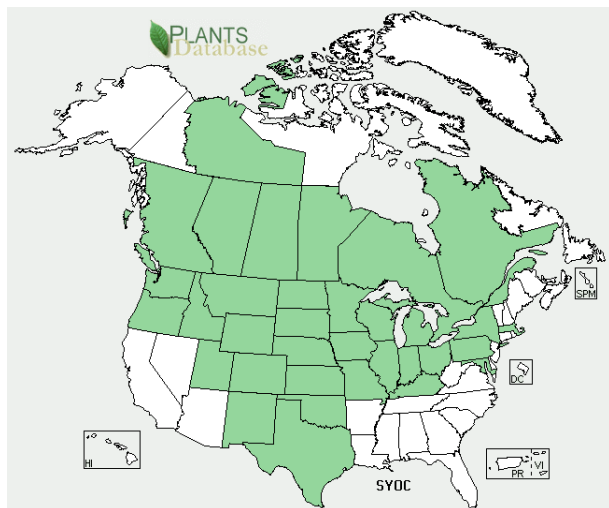 PLANTS
Database
SPM
DC
HI
PR
VI
SYOC